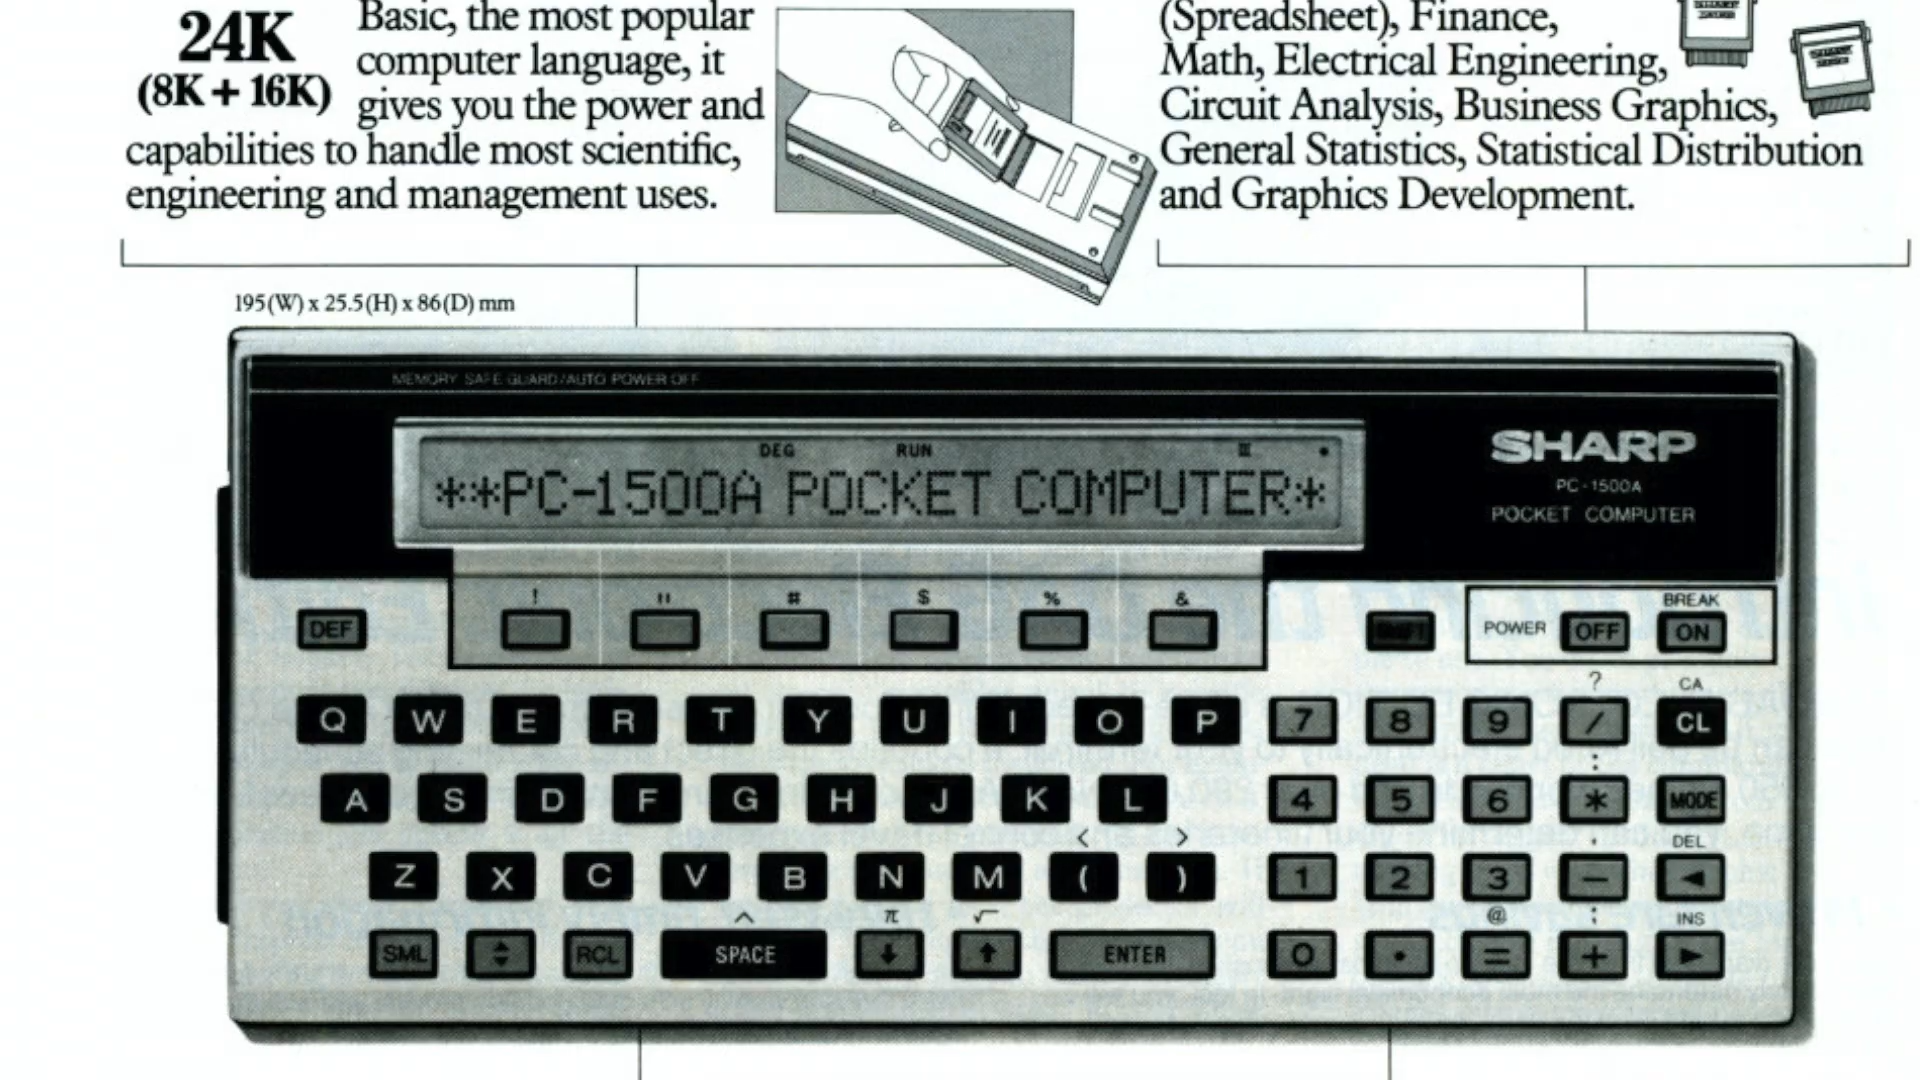 24K
(8K + 16K)
Basic, the most popular
computer language, it
gives you the power and
capabilities to handle most scientific,
engineering and management uses.
(Spreadsheet), Finance,
Math, Electrical Engineering,
Circuit Analysis, Business Graphics,
General Statistics, Statistical Distribution
and Graphics Development.
SHARP
195(W) x 25.5(H) x 86(D) mm
MEMORY SAFE GUARD/AUTO POWER OFF
DEG RUN III
**PC-1500A POCKET COMPUTER*
SHARP
PC-1500A
POCKET COMPUTER
! " # $ % &
BREAK
DEF SHIFT POWER OFF ON
? CA
Q W E R T Y U I O P 7 8 9 / CL
:
A S D F G H J K L 4 5 6 * MODE
< > , DEL
Z X C V B N M ( ) 1 2 3 - ◄
^ π √ @ ; INS
SML ▲▼ RCL SPACE ↓ ↑ ENTER 0 . = + ►